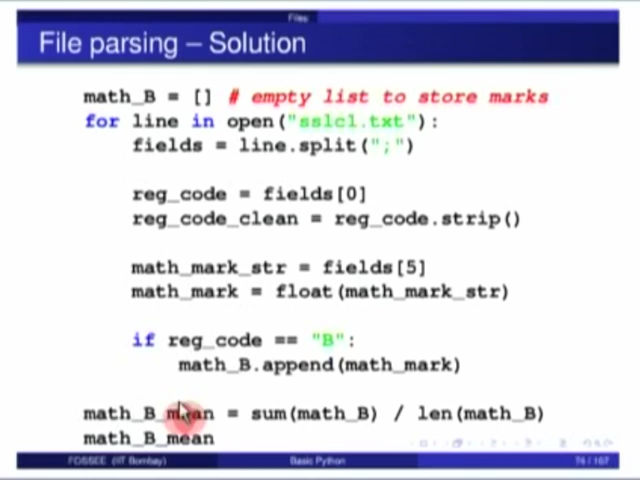 Files
File parsing – Solution
math_B = [] # empty list to store marks
for line in open("sslc1.txt"):
fields = line.split(";")
reg_code = fields[0]
reg_code_clean = reg_code.strip()
math_mark_str = fields[5]
math_mark = float(math_mark_str)
if reg_code == "B":
math_B.append(math_mark)
math_B_mean = sum(math_B) / len(math_B)
math_B_mean
FOSSEE (IIT Bombay) Basic Python 74 / 107